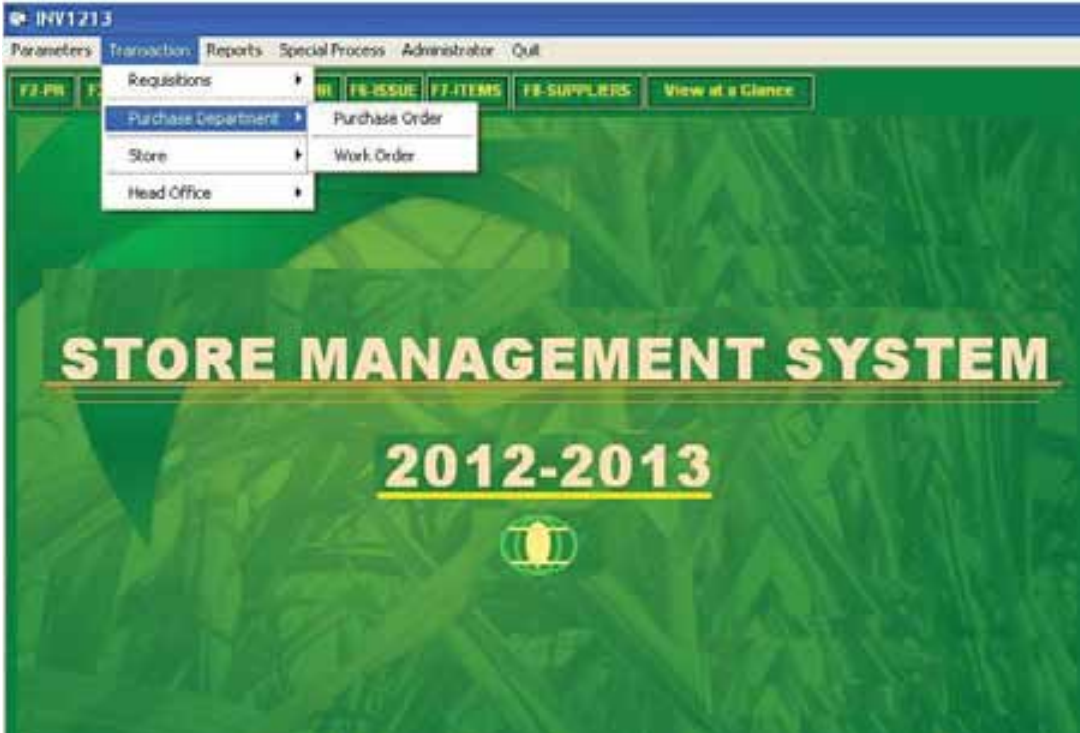 INV1213
Parameters Transaction Reports Special Process Administrator Quit
F2-PR F6-ISSUE F7-ITEMS F8-SUPPLIERS View at a Glance
Requisitions
Purchase Department Purchase Order
Store Work Order
Head Office
STORE MANAGEMENT SYSTEM
2012-2013